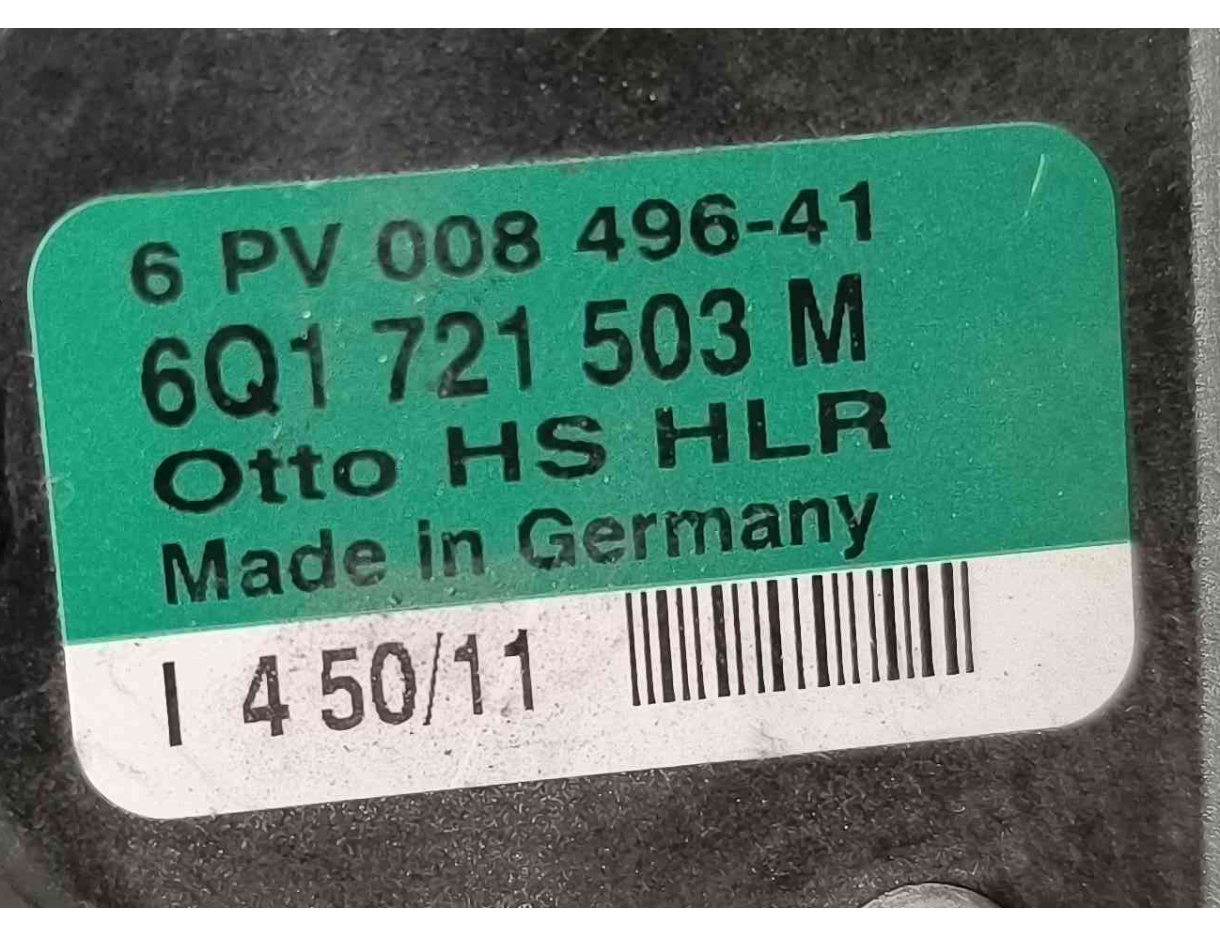 6 PV 008 496-41
6Q1 721 503 M
Otto HS HLR
Made in Germany
I 4 50/11